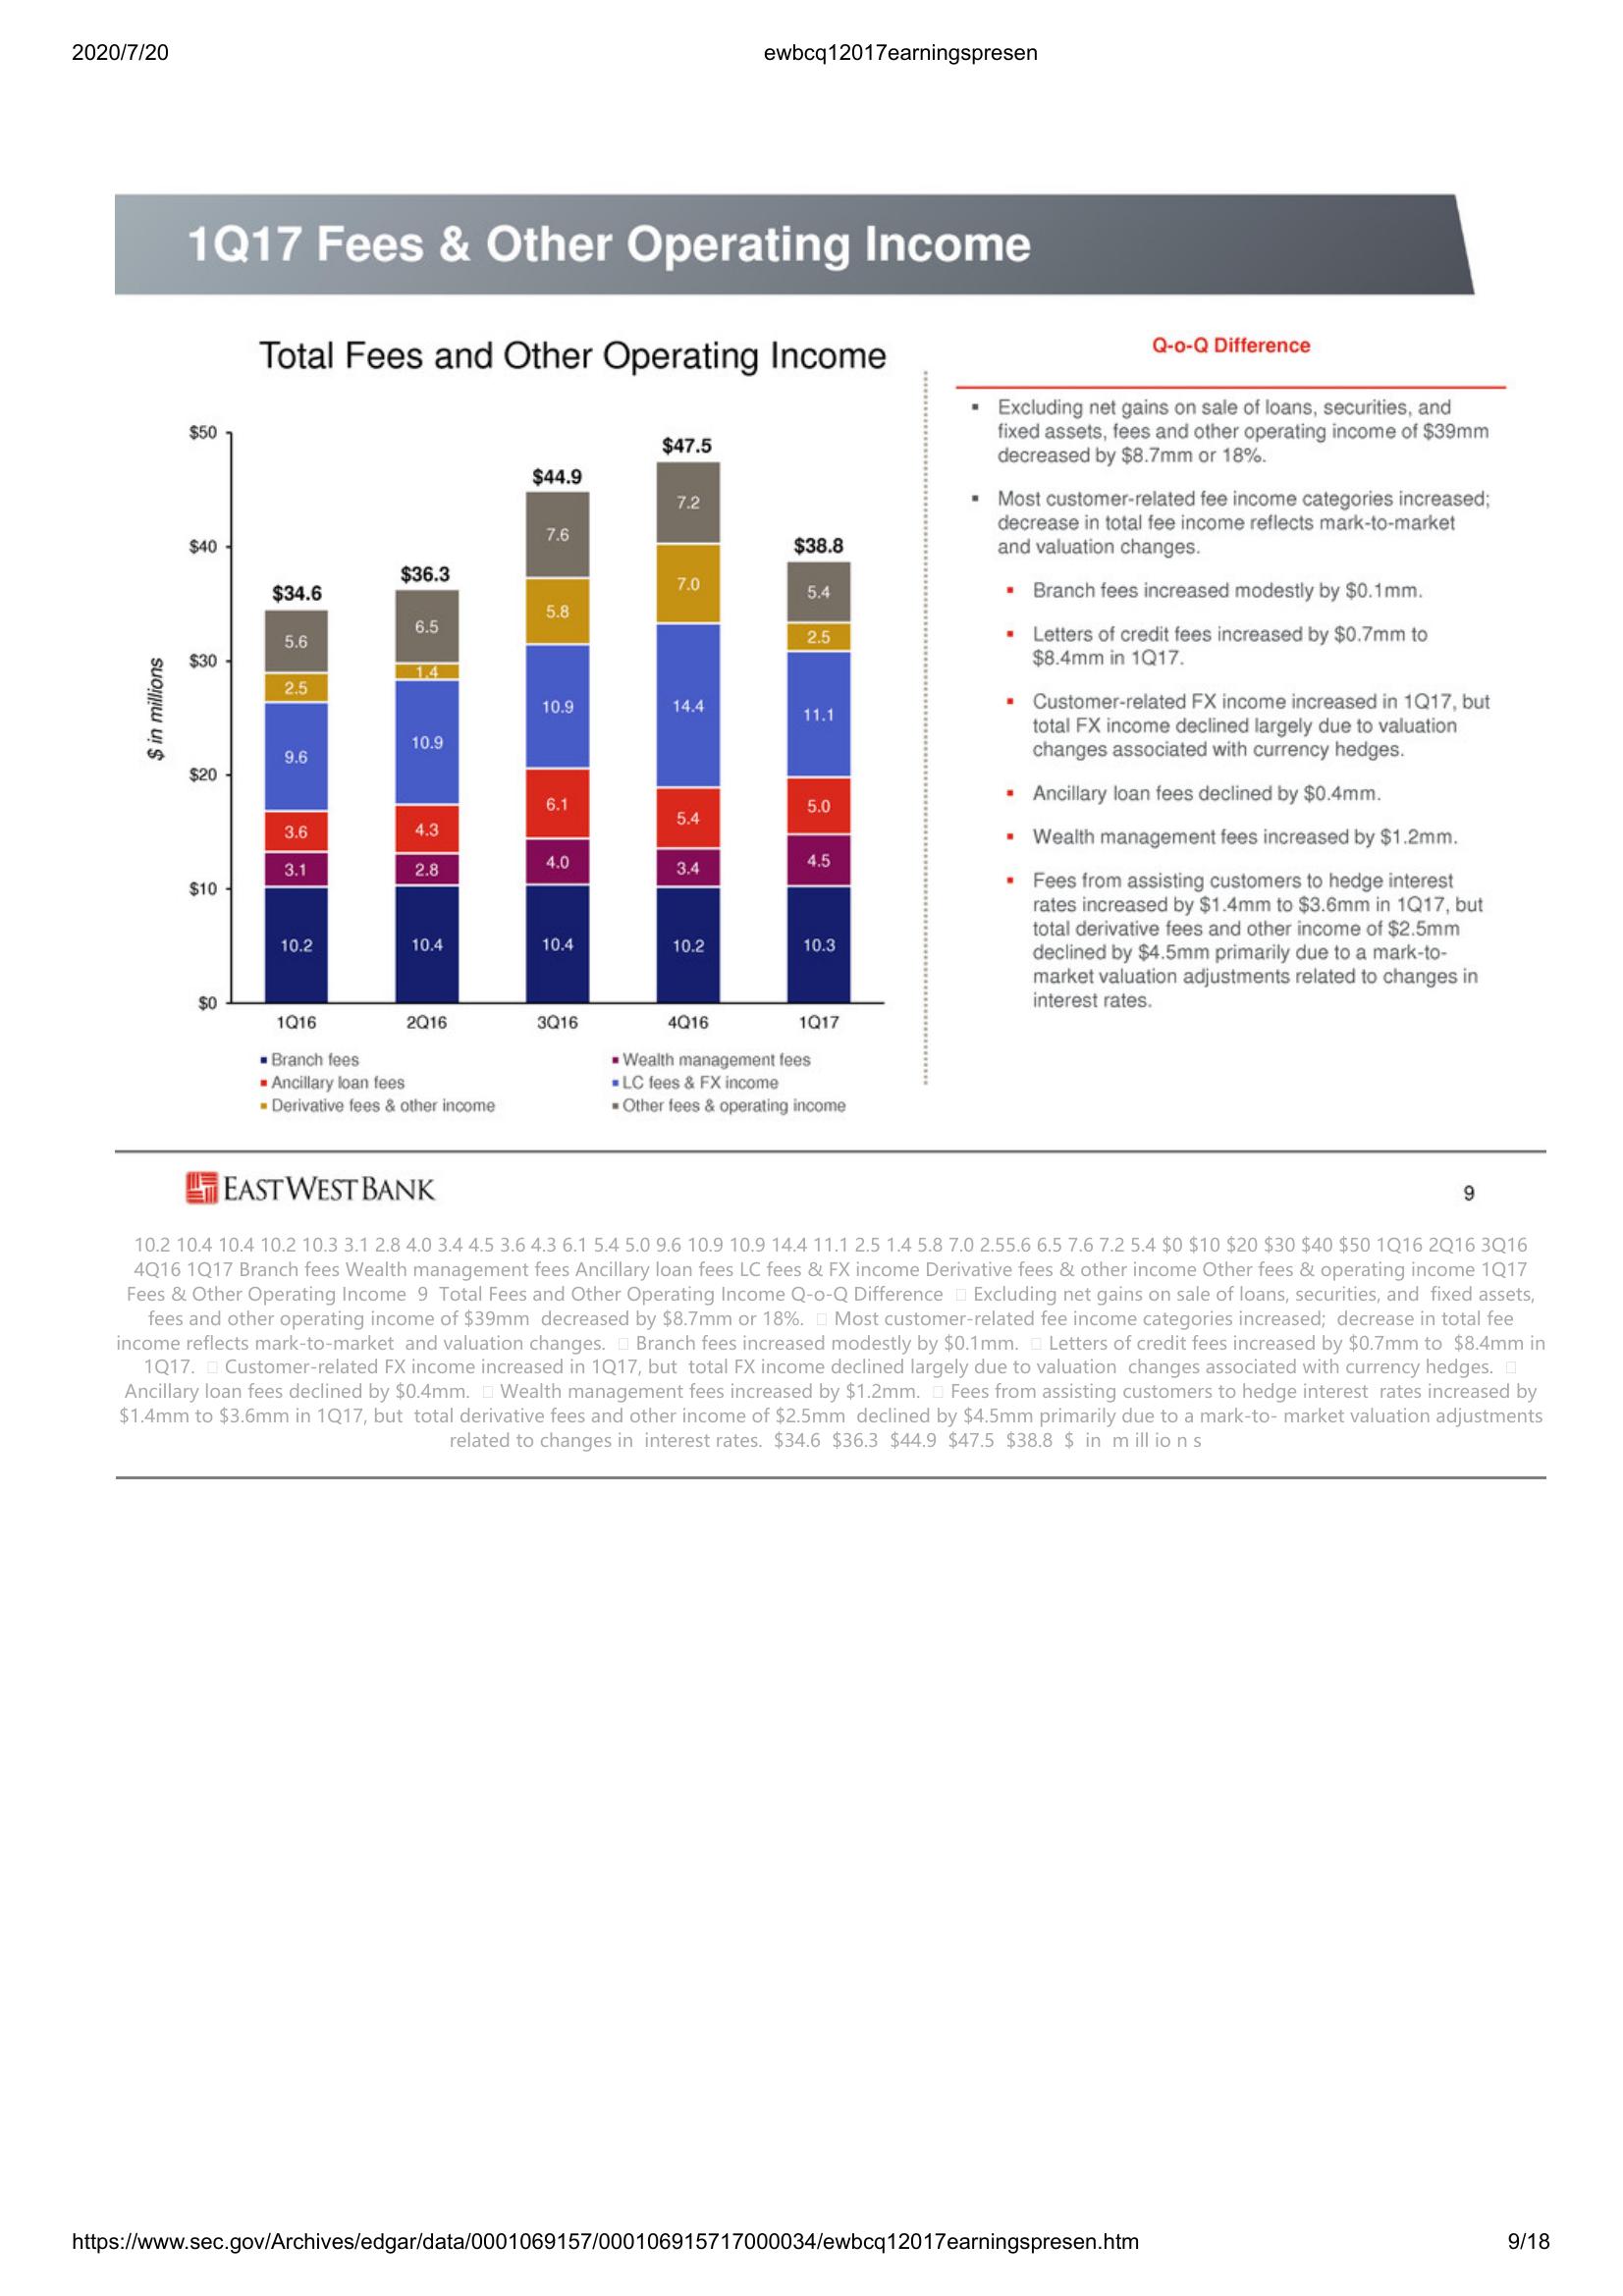 2020/7/20
ewbcq12017earningspresen
1Q17 Fees & Other Operating Income
Total Fees and Other Operating Income
$ in millions
$50
$40
$30
$20
$10
$0
$34.6
5.6
2.5
9.6
3.6
3.1
10.2
$36.3
6.5
1.4
10.9
4.3
2.8
10.4
$44.9
7.6
5.8
10.9
6.1
4.0
10.4
$47.5
7.2
7.0
14.4
5.4
3.4
10.2
$38.8
5.4
2.5
11.1
5.0
4.5
10.3
1Q16 2Q16 3Q16 4Q16 1Q17
Branch fees
Wealth management fees
Ancillary loan fees
LC fees & FX income
Derivative fees & other income
Other fees & operating income
Q-o-Q Difference
▪ Excluding net gains on sale of loans, securities, and
fixed assets, fees and other operating income of $39mm
decreased by $8.7mm or 18%.
▪ Most customer-related fee income categories increased;
decrease in total fee income reflects mark-to-market
and valuation changes.
▪ Branch fees increased modestly by $0.1mm.
▪ Letters of credit fees increased by $0.7mm to
$8.4mm in 1Q17.
▪ Customer-related FX income increased in 1Q17, but
total FX income declined largely due to valuation
changes associated with currency hedges.
▪ Ancillary loan fees declined by $0.4mm.
▪ Wealth management fees increased by $1.2mm.
▪ Fees from assisting customers to hedge interest
rates increased by $1.4mm to $3.6mm in 1Q17, but
total derivative fees and other income of $2.5mm
declined by $4.5mm primarily due to a mark-to-
market valuation adjustments related to changes in
interest rates.
EAST WEST BANK
9
10.2 10.4 10.4 10.2 10.3 3.1 2.8 4.0 3.4 4.5 3.6 4.3 6.1 5.4 5.0 9.6 10.9 10.9 14.4 11.1 2.5 1.4 5.8 7.0 2.55.6 6.5 7.6 7.2 5.4 $0 $10 $20 $30 $40 $50 1Q16 2Q16 3Q16
4Q16 1Q17 Branch fees Wealth management fees Ancillary loan fees LC fees & FX income Derivative fees & other income Other fees & operating income 1Q17
Fees & Other Operating Income 9 Total Fees and Other Operating Income Q-o-Q Difference □ Excluding net gains on sale of loans, securities, and fixed assets,
fees and other operating income of $39mm decreased by $8.7mm or 18%. □ Most customer-related fee income categories increased; decrease in total fee
income reflects mark-to-market and valuation changes. □ Branch fees increased modestly by $0.1mm. □ Letters of credit fees increased by $0.7mm to $8.4mm in
1Q17. □ Customer-related FX income increased in 1Q17, but total FX income declined largely due to valuation changes associated with currency hedges. □
Ancillary loan fees declined by $0.4mm. □ Wealth management fees increased by $1.2mm. □ Fees from assisting customers to hedge interest rates increased by
$1.4mm to $3.6mm in 1Q17, but total derivative fees and other income of $2.5mm declined by $4.5mm primarily due to a mark-to- market valuation adjustments
related to changes in interest rates. $34.6 $36.3 $44.9 $47.5 $38.8 $ in m ill io n s
https://www.sec.gov/Archives/edgar/data/0001069157/000106915717000034/ewbcq12017earningspresen.htm
9/18